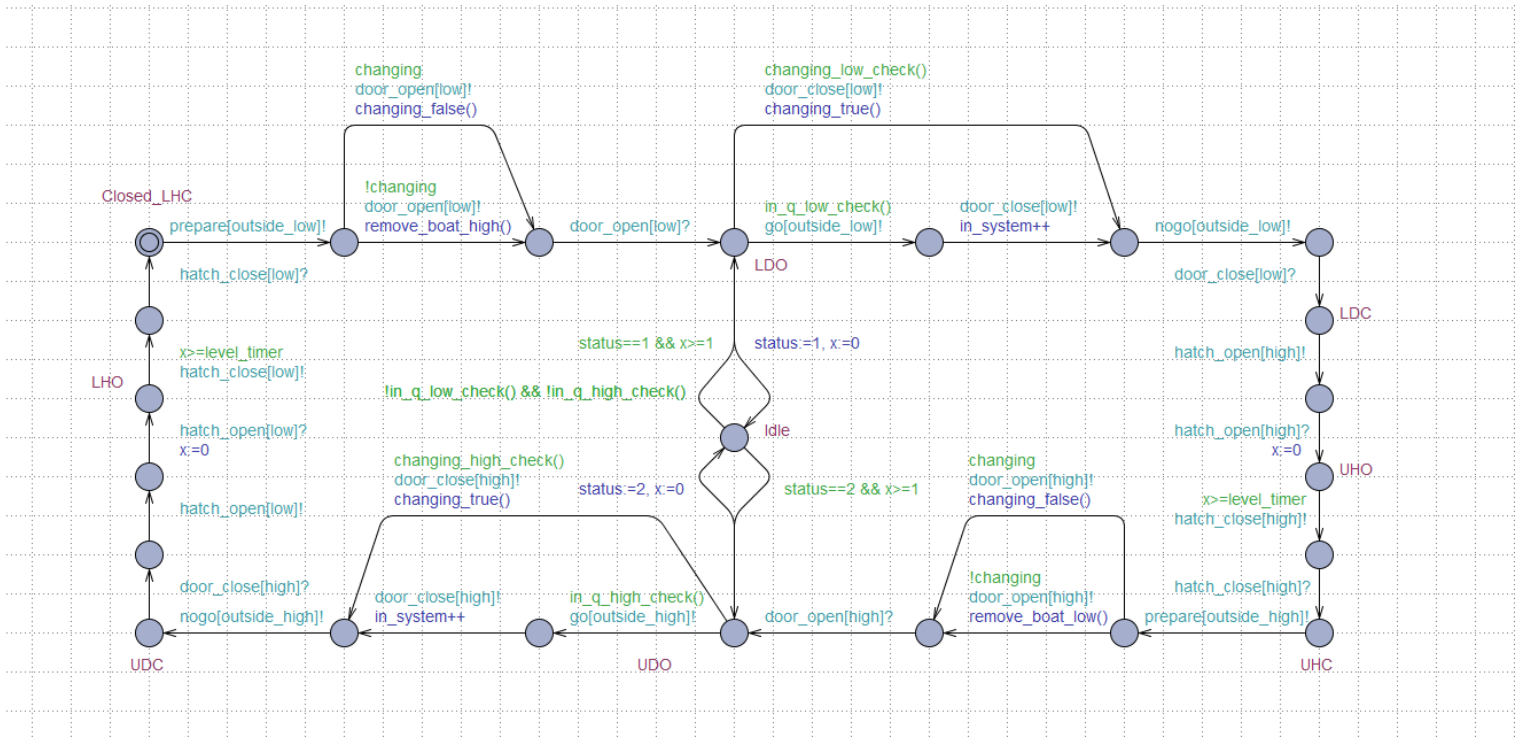 changing
door_open[low]!
changing_false()
changing_low_check()
door_close[low]!
changing_true()
Closed_LHC
prepare[outside_low]!
!changing
door_open[low]!
remove_boat_high()
door_open[low]?
in_q_low_check()
go[outside_low]!
door_close[low]!
in_system++
nogo[outside_low]!
LDO
hatch_close[low]?
door_close[low]?
LDC
status==1 && x>=1
status:=1, x:=0
x>=level_timer
hatch_close[low]!
hatch_open[high]!
LHO
!in_q_low_check() && !in_q_high_check()
Idle
hatch_open[low]?
x:=0
hatch_open[high]?
x:=0
UHO
changing_high_check()
door_close[high]!
changing_true()
status:=2, x:=0
status==2 && x>=1
changing
door_open[high]!
changing_false()
x>=level_timer
hatch_close[high]!
hatch_open[low]!
door_close[high]?
hatch_close[high]?
nogo[outside_high]!
door_close[high]!
in_system++
in_q_high_check()
go[outside_high]!
door_open[high]?
!changing
door_open[high]!
remove_boat_low()
prepare[outside_high]!
UDC
UDO
UHC